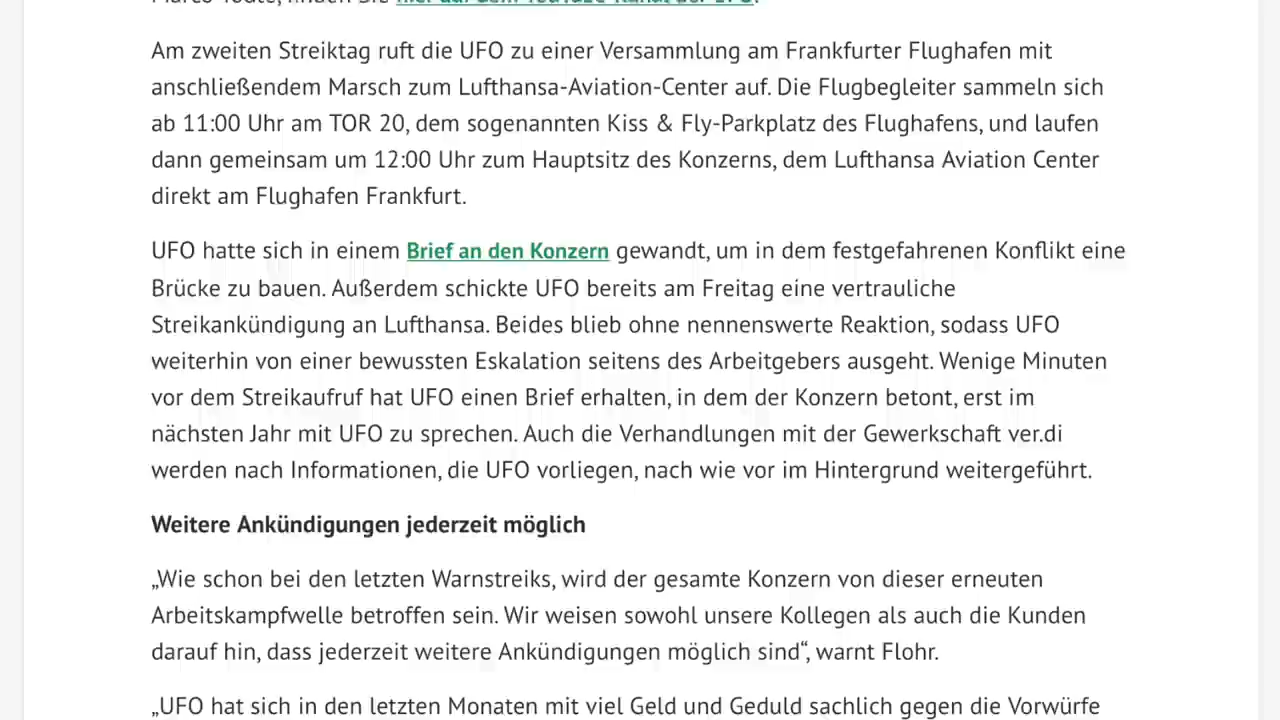 Am zweiten Streiktag ruft die UFO zu einer Versammlung am Frankfurter Flughafen mit
anschließendem Marsch zum Lufthansa-Aviation-Center auf. Die Flugbegleiter sammeln sich
ab 11:00 Uhr am TOR 20, dem sogenannten Kiss & Fly-Parkplatz des Flughafens, und laufen
dann gemeinsam um 12:00 Uhr zum Hauptsitz des Konzerns, dem Lufthansa Aviation Center
direkt am Flughafen Frankfurt.
UFO hatte sich in einem Brief an den Konzern gewandt, um in dem festgefahrenen Konflikt eine
Brücke zu bauen. Außerdem schickte UFO bereits am Freitag eine vertrauliche
Streikankündigung an Lufthansa. Beides blieb ohne nennenswerte Reaktion, sodass UFO
weiterhin von einer bewussten Eskalation seitens des Arbeitgebers ausgeht. Wenige Minuten
vor dem Streikaufruf hat UFO einen Brief erhalten, in dem der Konzern betont, erst im
nächsten Jahr mit UFO zu sprechen. Auch die Verhandlungen mit der Gewerkschaft ver.di
werden nach Informationen, die UFO vorliegen, nach wie vor im Hintergrund weitergeführt.
Weitere Ankündigungen jederzeit möglich
„Wie schon bei den letzten Warnstreiks, wird der gesamte Konzern von dieser erneuten
Arbeitskampfwelle betroffen sein. Wir weisen sowohl unsere Kollegen als auch die Kunden
darauf hin, dass jederzeit weitere Ankündigungen möglich sind“, warnt Flohr.
„UFO hat sich in den letzten Monaten mit viel Geld und Geduld sachlich gegen die Vorwürfe